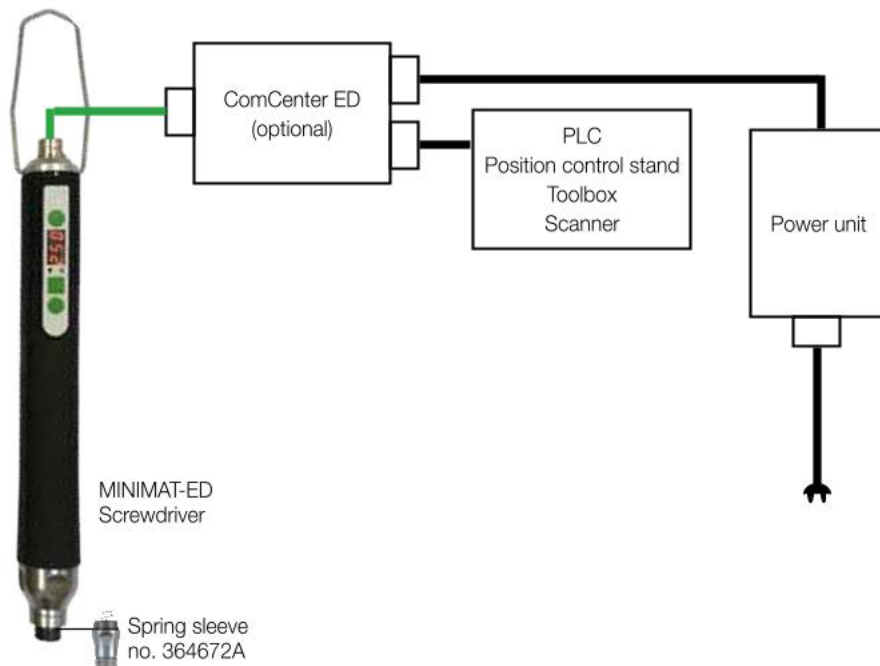 ComCenter ED
(optional)
PLC
Position control stand
Toolbox
Scanner
Power unit
MINIMAT-ED
Screwdriver
Spring sleeve
no. 364672A